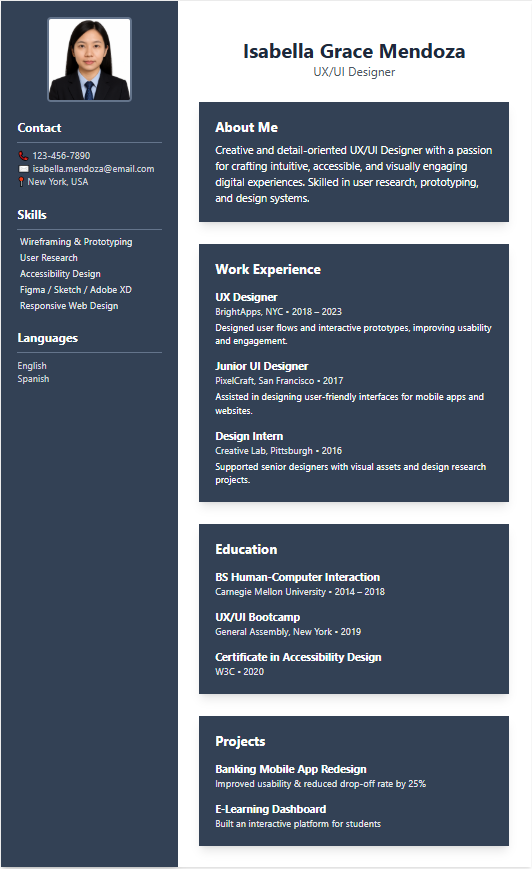 Contact
📞 123-456-7890
✉️ isabella.mendoza@email.com
📍 New York, USA
Skills
Wireframing & Prototyping
User Research
Accessibility Design
Figma / Sketch / Adobe XD
Responsive Web Design
Languages
English
Spanish
Isabella Grace Mendoza
UX/UI Designer
About Me
Creative and detail-oriented UX/UI Designer with a passion
for crafting intuitive, accessible, and visually engaging
digital experiences. Skilled in user research, prototyping,
and design systems.
Work Experience
UX Designer
BrightApps, NYC • 2018 – 2023
Designed user flows and interactive prototypes, improving usability
and engagement.
Junior UI Designer
PixelCraft, San Francisco • 2017
Assisted in designing user-friendly interfaces for mobile apps and
websites.
Design Intern
Creative Lab, Pittsburgh • 2016
Supported senior designers with visual assets and design research
projects.
Education
BS Human-Computer Interaction
Carnegie Mellon University • 2014 – 2018
UX/UI Bootcamp
General Assembly, New York • 2019
Certificate in Accessibility Design
W3C • 2020
Projects
Banking Mobile App Redesign
Improved usability & reduced drop-off rate by 25%
E-Learning Dashboard
Built an interactive platform for students